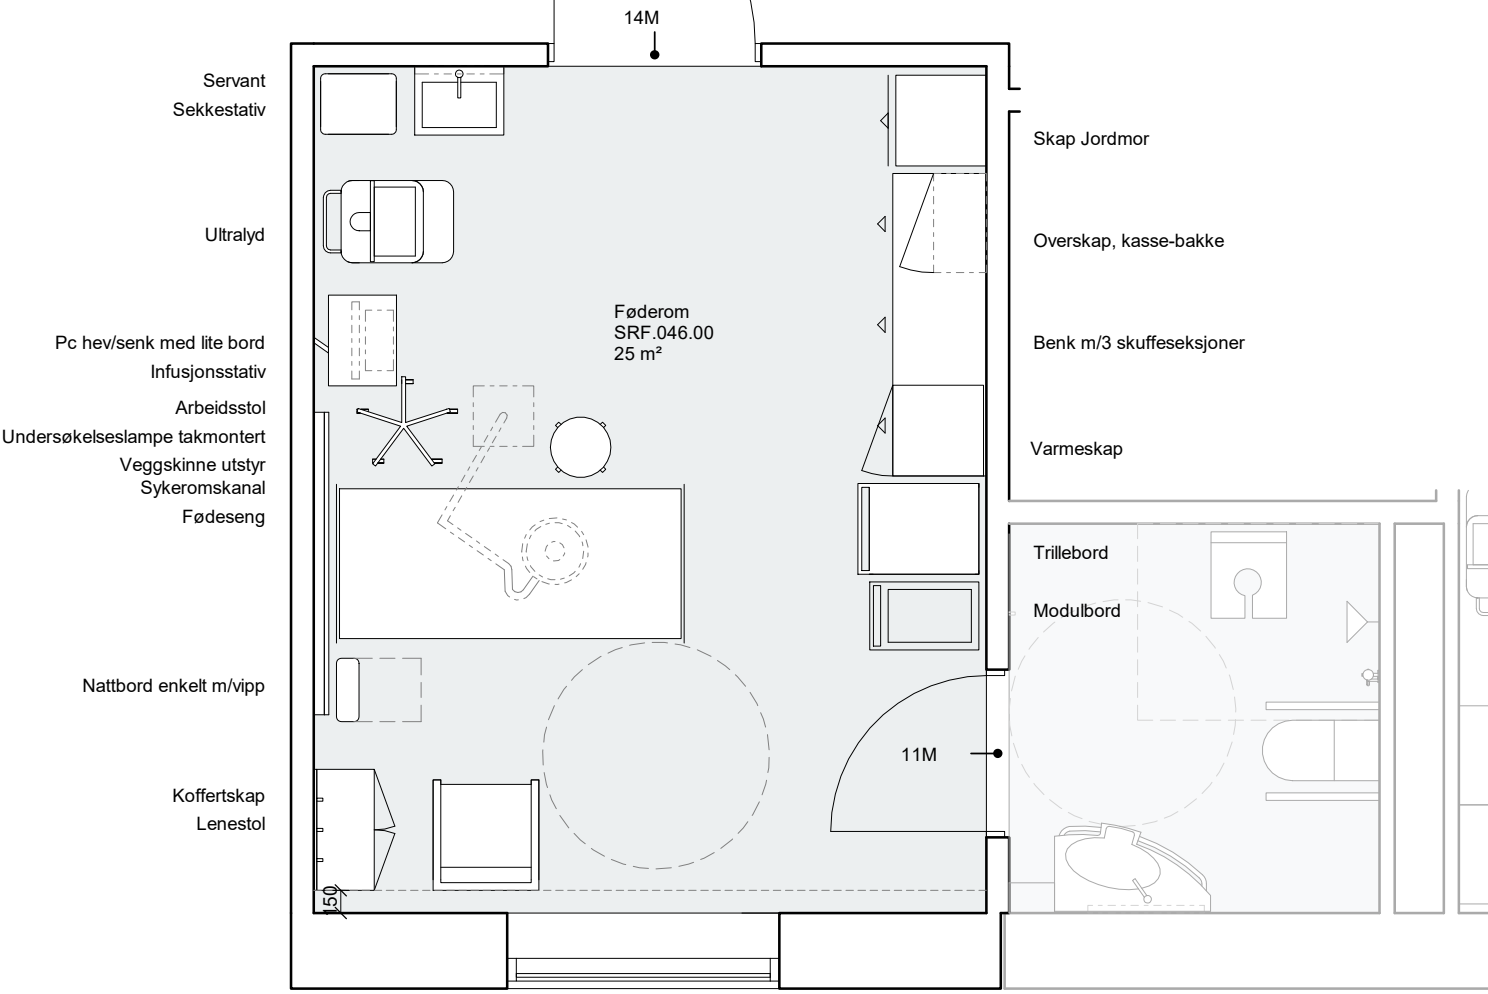 14M
Servant
Sekkestativ
Skap Jordmor
Ultralyd
Overskap, kasse-bakke
Føderom
SRF.046.00
25 m²
Pc hev/senk med lite bord
Benk m/3 skuffeseksjoner
Infusjonsstativ
Arbeidsstol
Undersøkelseslampe takmontert
Varmeskap
Veggskinne utstyr
Sykeromskanal
Fødeseng
Trillebord
Modulbord
Nattbord enkelt m/vipp
11M
Koffertskap
Lenestol
150